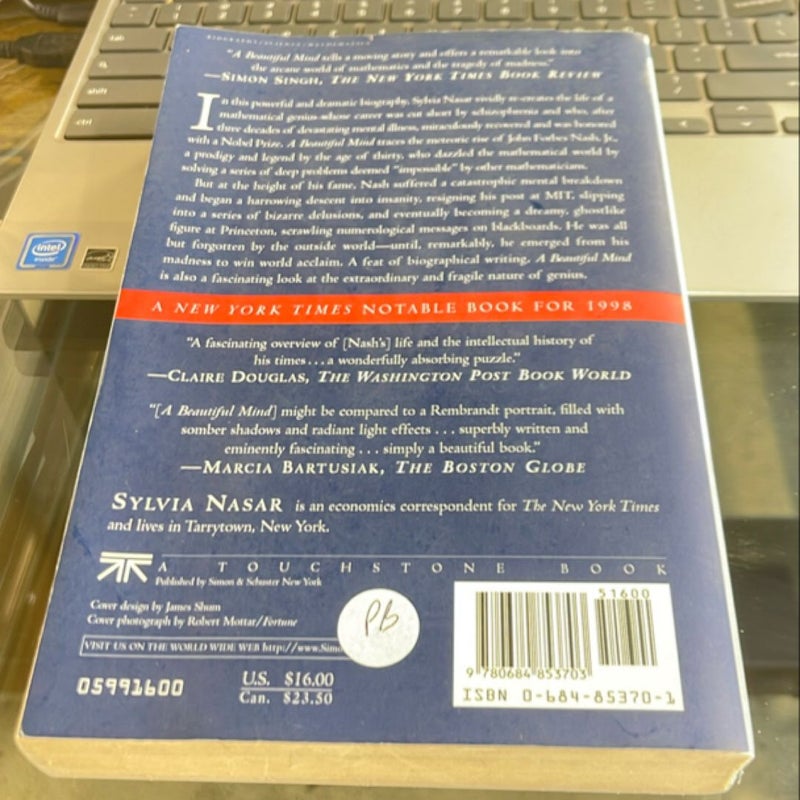 BIOGRAPHY/SCIENCE/MATHEMATICS
"A Beautiful Mind tells a moving story and offers a remarkable look into
the arcane world of mathematics and the tragedy of madness."
—SIMON SINGH, THE NEW YORK TIMES BOOK REVIEW
In this powerful and dramatic biography, Sylvia Nasar vividly re-creates the life of a
mathematical genius whose career was cut short by schizophrenia and who, after
three decades of devastating mental illness, miraculously recovered and was honored
with a Nobel Prize. A Beautiful Mind traces the meteoric rise of John Forbes Nash, Jr.,
a prodigy and legend by the age of thirty, who dazzled the mathematical world by
solving a series of deep problems deemed "impossible" by other mathematicians.
But at the height of his fame, Nash suffered a catastrophic mental breakdown
and began a harrowing descent into insanity, resigning his post at MIT, slipping
into a series of bizarre delusions, and eventually becoming a dreamy, ghostlike
figure at Princeton, scrawling numerological messages on blackboards. He was all
but forgotten by the outside world—until, remarkably, he emerged from his
madness to win world acclaim. A feat of biographical writing, A Beautiful Mind
is also a fascinating look at the extraordinary and fragile nature of genius.
A NEW YORK TIMES NOTABLE BOOK FOR 1998
"A fascinating overview of [Nash's] life and the intellectual history of
his times . . . a wonderfully absorbing puzzle."
—CLAIRE DOUGLAS, THE WASHINGTON POST BOOK WORLD
"[A Beautiful Mind] might be compared to a Rembrandt portrait, filled with
somber shadows and radiant light effects . . . superbly written and
eminently fascinating . . . simply a beautiful book."
—MARCIA BARTUSIAK, THE BOSTON GLOBE
SYLVIA NASAR is an economics correspondent for The New York Times
and lives in Tarrytown, New York.
A TOUCHSTONE BOOK
Published by Simon & Schuster New York
Cover design by James Shum
Cover photograph by Robert Mottar/Fortune
VISIT US ON THE WORLD WIDE WEB http://www.Simo
PB
05991600
U.S. $16.00
Can. $23.50
51600
9 780684 853703
ISBN 0-684-85370-1
intel
inside
ctrl
alt